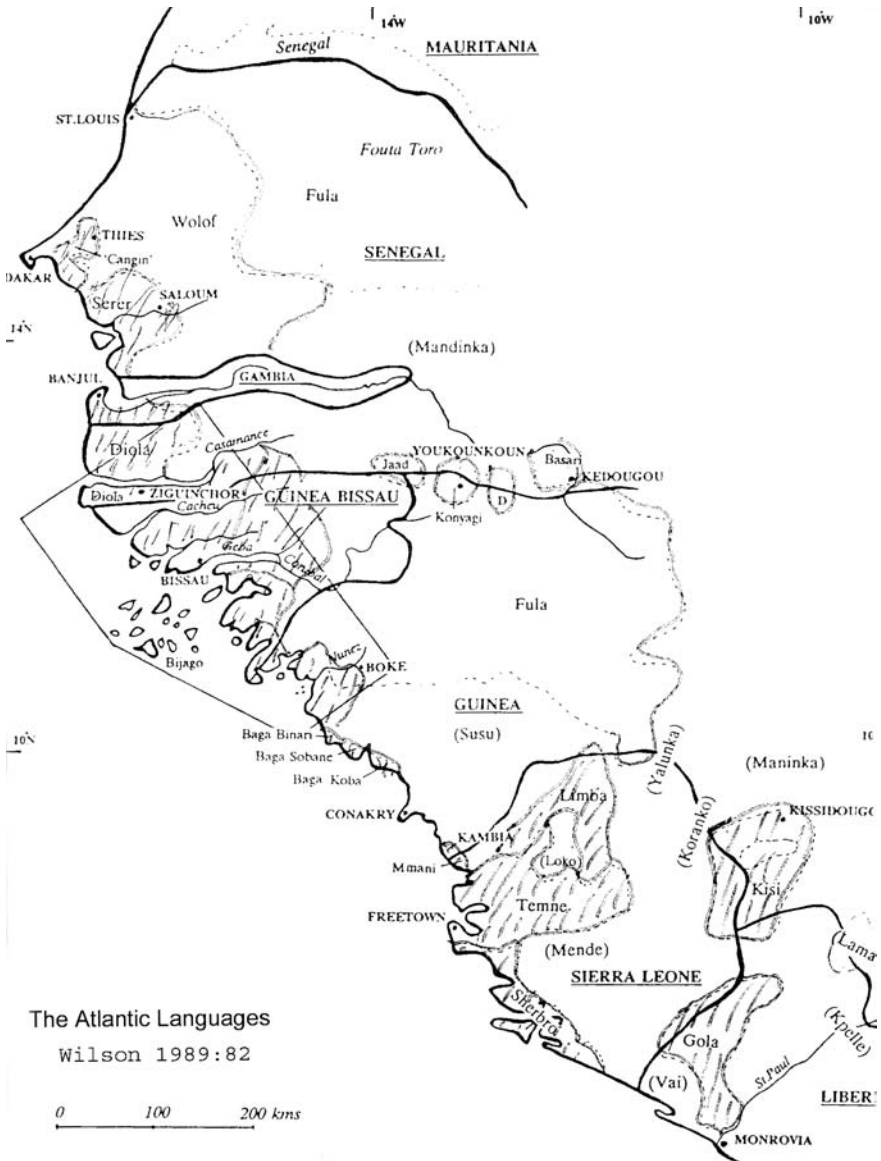 14W
10W
Senegal
MAURITANIA
ST.LOUIS
Fouta Toro
Fula
Wolof
THIES
SENEGAL
'Cangin'
DAKAR
SALOUM
Serer
14N
(Mandinka)
BANJUL
GAMBIA
Diola
Casamance
YOUKOUNKOUN
Jaad
Basari
KEDOUGOU
Diola
ZIGUINCHOR
GUINEA BISSAU
D
Cacheu
Konyagi
Geba
Corubal
BISSAU
Fula
Bijago
Nunez
BOKE
GUINEA
Baga Binari
(Susu)
10N
10
Baga Sobane
(Yalunka)
(Maninka)
Baga Koba
Limba
CONAKRY
KISSIDOUGO
KAMBIA
(Koranko)
(Loko)
Mmani
Kisi
Temne
FREETOWN
(Mende)
(Lama
SIERRA LEONE
Sherbro
The Atlantic Languages
Gola
(Kpelle)
Wilson 1989:82
St.Paul
(Vai)
LIBER
0 100 200 kms
MONROVIA